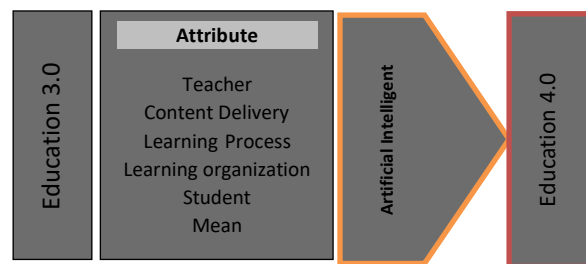 Education 3.0
Attribute
Teacher
Content Delivery
Learning Process
Learning organization
Student
Mean
Artificial Intelligent
Education 4.0